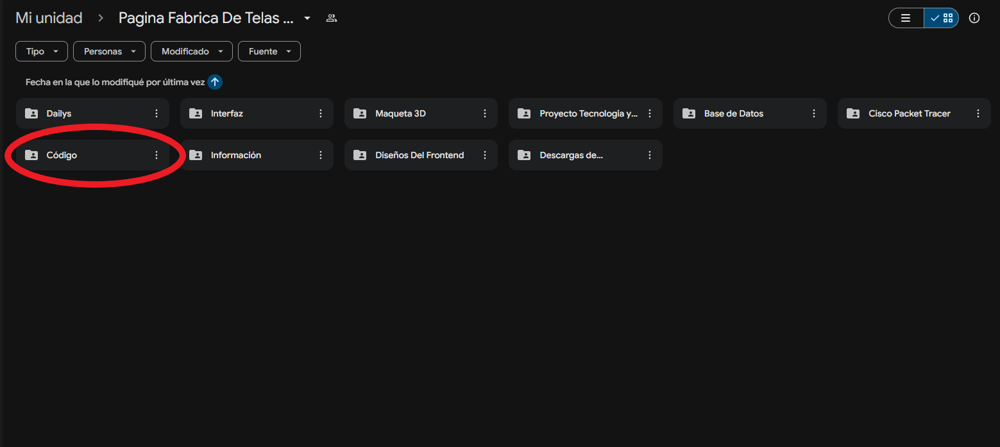 Mi unidad > Pagina Fabrica De Telas ...
Tipo Personas Modificado Fuente
Fecha en la que lo modifiqué por última vez
Dailys Interfaz Maqueta 3D Proyecto Tecnologia y... Base de Datos Cisco Packet Tracer
Código Información Diseños Del Frontend Descargas de...